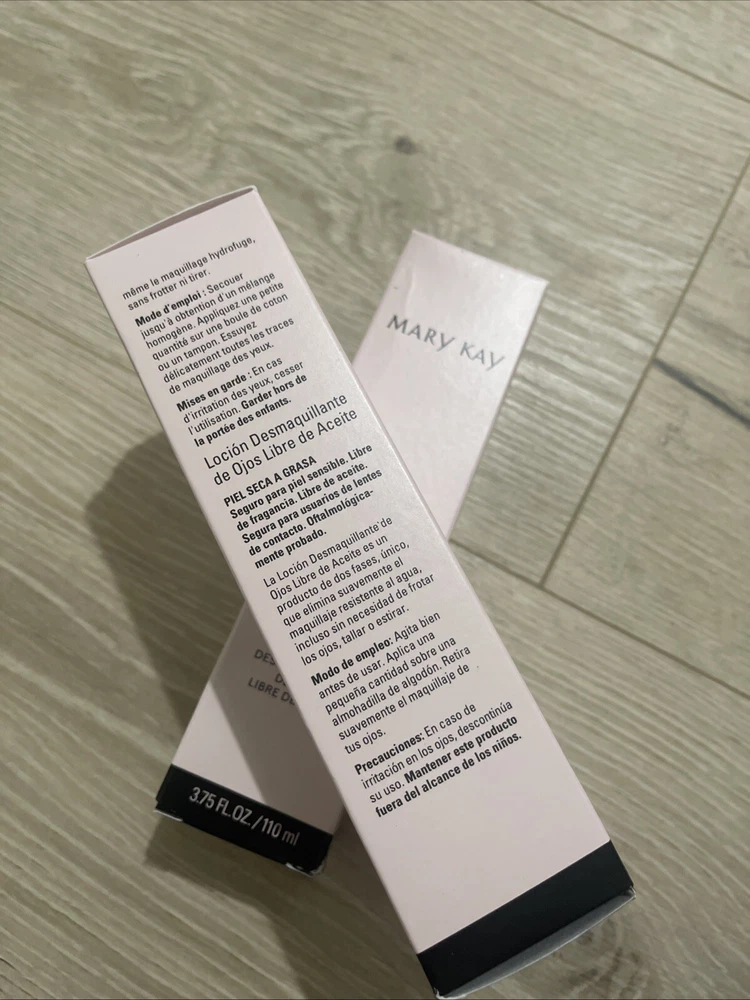 même le maquillage hydrofuge,
sans frotter ni tirer.
Mode d'emploi : Secouer
jusqu'à obtention d'un mélange
homogène. Appliquez une petite
quantité sur une boule de coton
ou un tampon. Essuyez
délicatement toutes les traces
de maquillage des yeux.
Mises en garde : En cas
d'irritation des yeux, cesser
l'utilisation. Garder hors de
la portée des enfants.
Loción Desmaquillante
de Ojos Libre de Aceite
PIEL SECA A GRASA
Seguro para piel sensible. Libre
de fragancia. Libre de aceite.
Segura para usuarios de lentes
de contacto. Oftalmológica-
mente probado.
La Loción Desmaquillante de
Ojos Libre de Aceite es un
producto de dos fases, único,
que elimina suavemente el
maquillaje resistente al agua,
incluso sin necesidad de frotar
los ojos, tallar o estirar.
Modo de empleo: Agita bien
antes de usar. Aplica una
pequeña cantidad sobre una
almohadilla de algodón. Retira
suavemente el maquillaje de
tus ojos.
Precauciones: En caso de
irritación en los ojos, descontinúa
su uso. Mantener este producto
fuera del alcance de los niños.
MARY KAY
DES
LIBRE DE
3.75 FL.OZ./110 ml